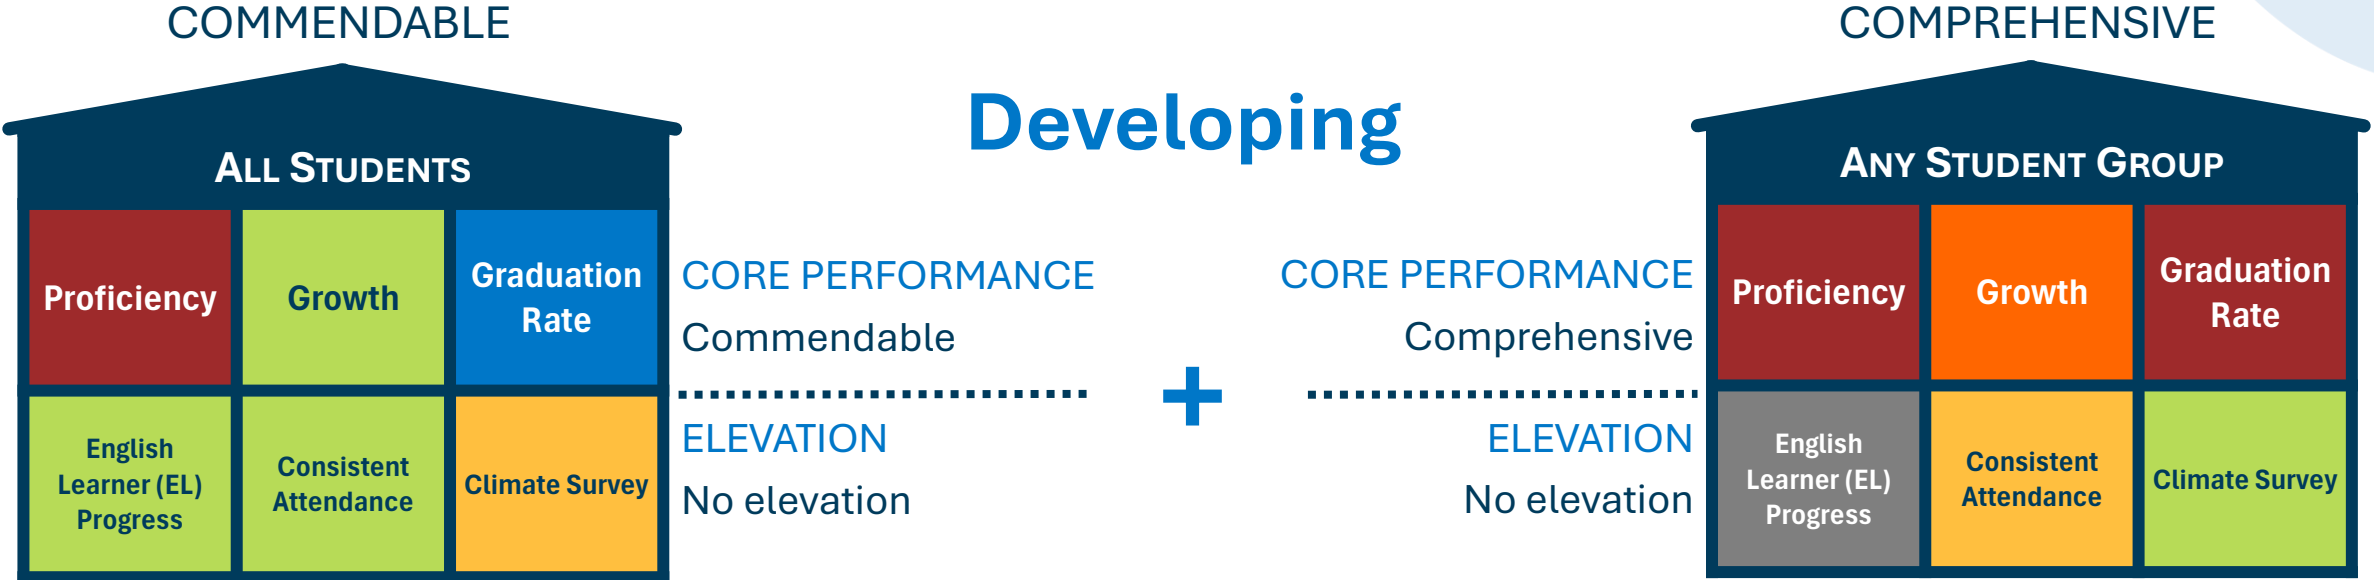 COMMENDABLE
ALL STUDENTS
Proficiency
Growth
Graduation
Rate
English
Learner (EL)
Progress
Consistent
Attendance
Climate Survey
CORE PERFORMANCE
Commendable
ELEVATION
No elevation
Developing
+
COMPREHENSIVE
CORE PERFORMANCE
Comprehensive
ELEVATION
No elevation
ANY STUDENT GROUP
Proficiency
Growth
Graduation
Rate
English
Learner (EL)
Progress
Consistent
Attendance
Climate Survey